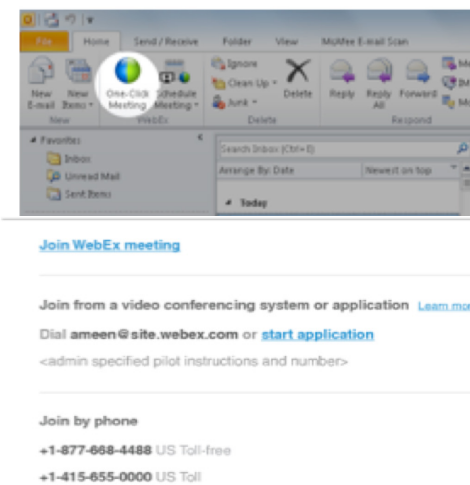 File Home Send / Receive Folder View McAfee E-mail Scan
New E-mail
New Items
One-Click Meeting
Schedule Meeting
Ignore
Clean Up
Junk
Delete
Reply
Reply All
Forward
New WebEx Delete Respond
Favorites
Inbox
Unread Mail
Sent Items
Search Inbox (Ctrl+E)
Arrange By: Date Newest on top
Today
Join WebEx meeting
Join from a video conferencing system or application Learn mor
Dial ameen@site.webex.com or start application
<admin specified pilot instructions and number>
Join by phone
+1-877-668-4488 US Toll-free
+1-415-655-0000 US Toll